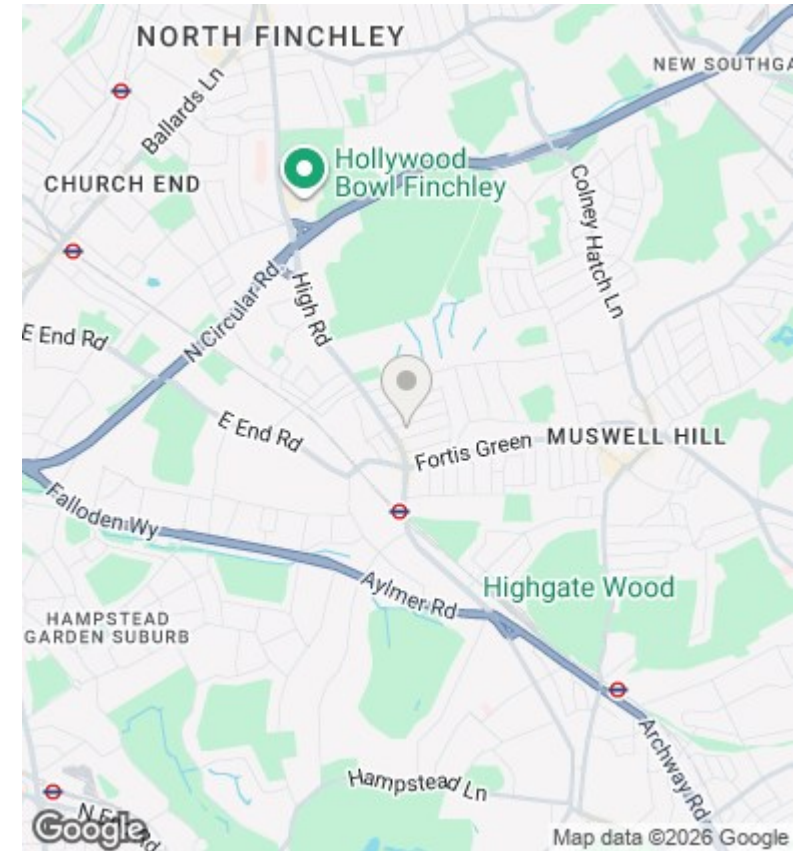 NORTH FINCHLEY
NEW SOUTHGA
Ballards Ln
CHURCH END
Hollywood
Bowl Finchley
Colney Hatch Ln
N Circular Rd
High Rd
E End Rd
E End Rd
Fortis Green
MUSWELL HILL
Falloden Wy
Aylmer Rd
Highgate Wood
HAMPSTEAD
GARDEN SUBURB
Archway Rd
Hampstead Ln
N End Rd
Google
Map data ©2026 Google